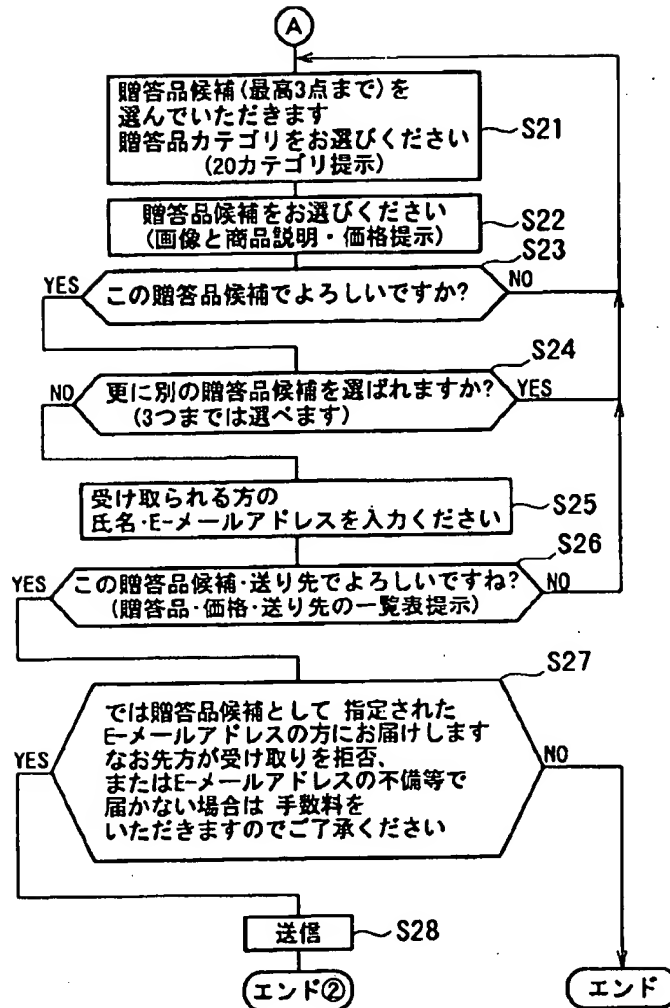 A
贈答品候補(最高3点まで)を
選んでいただきます
贈答品カテゴリをお選びください
(20カテゴリ提示)
S21
贈答品候補をお選びください
(画像と商品説明・価格提示)
S22
S23
YES
この贈答品候補でよろしいですか?
NO
S24
NO
更に別の贈答品候補を選ばれますか?
(3つまでは選べます)
YES
受け取られる方の
氏名・E-メールアドレスを入力ください
S25
S26
YES
この贈答品候補・送り先でよろしいですね?
(贈答品・価格・送り先の一覧表提示)
NO
S27
では贈答品候補として 指定された
E-メールアドレスの方にお届けします
なお先方が受け取りを拒否、
またはE-メールアドレスの不備等で
届かない場合は 手数料を
いただきますのでご了承ください
YES
NO
送信
S28
エンド②
エンド